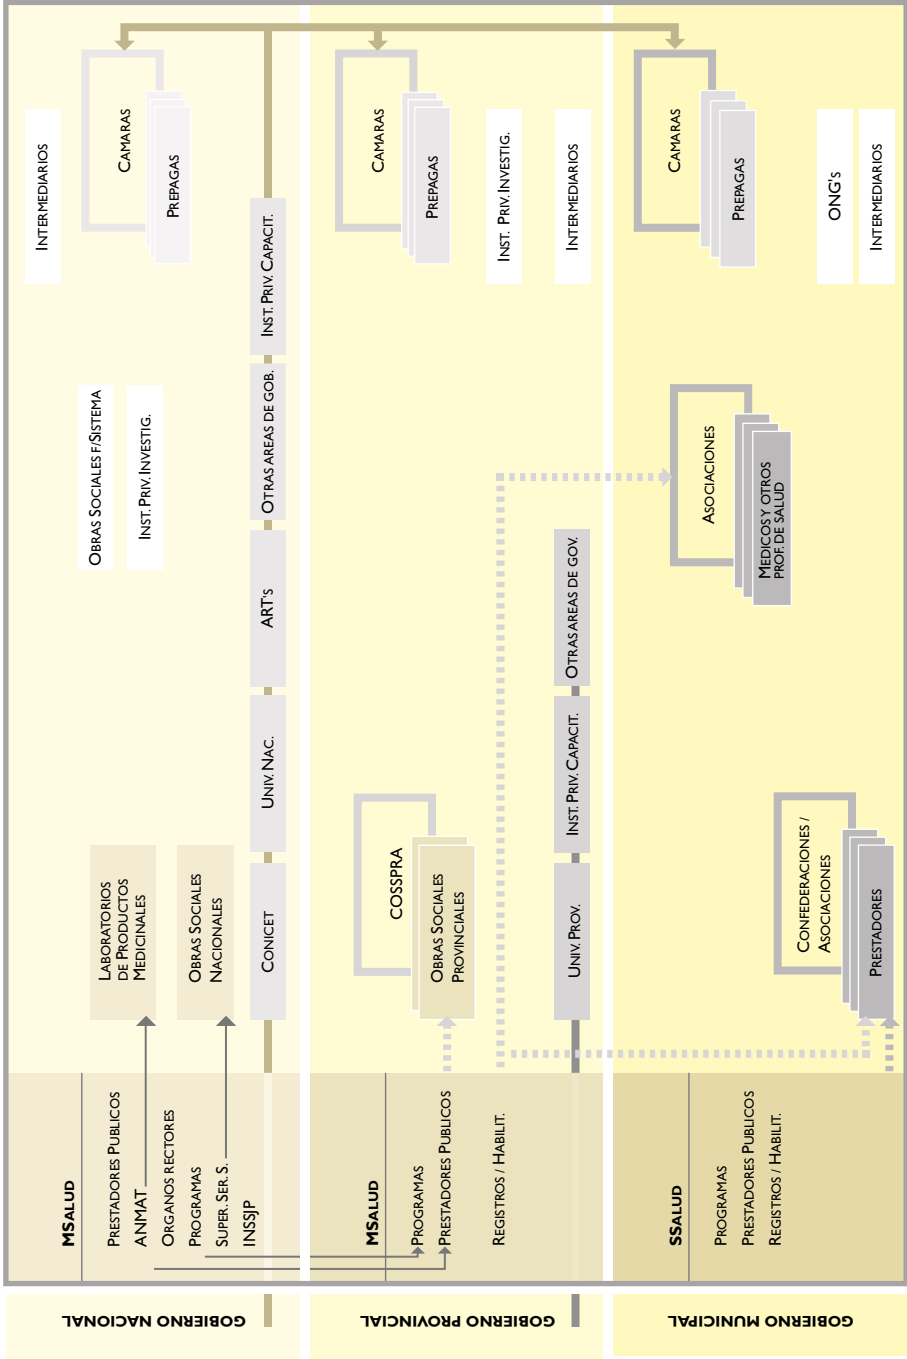 GOBIERNO NACIONAL
MSALUD
PRESTADORES PUBLICOS
ANMAT
ORGANOS RECTORES
PROGRAMAS
SUPER. SER. S.
INSSJP
LABORATORIOS
DE PRODUCTOS
MEDICINALES
OBRAS SOCIALES
NACIONALES
CONICET
UNIV. NAC.
ART's
OTRAS AREAS DE GOB.
INST. PRIV. CAPACIT.
OBRAS SOCIALES F/SISTEMA
INST. PRIV. INVESTIG.
INTERMEDIARIOS
CAMARAS
PREPAGAS
GOBIERNO PROVINCIAL
MSALUD
PROGRAMAS
PRESTADORES PUBLICOS
REGISTROS / HABILIT.
COSSPRA
OBRAS SOCIALES
PROVINCIALES
UNIV. PROV.
INST. PRIV. CAPACIT.
OTRAS AREAS DE GOV.
CAMARAS
PREPAGAS
INST. PRIV. INVESTIG.
INTERMEDIARIOS
GOBIERNO MUNICIPAL
SSALUD
PROGRAMAS
PRESTADORES PUBLICOS
REGISTROS / HABILIT.
CONFEDERACIONES /
ASOCIACIONES
PRESTADORES
ASOCIACIONES
MEDICOS Y OTROS
PROF. DE SALUD
CAMARAS
PREPAGAS
ONG's
INTERMEDIARIOS